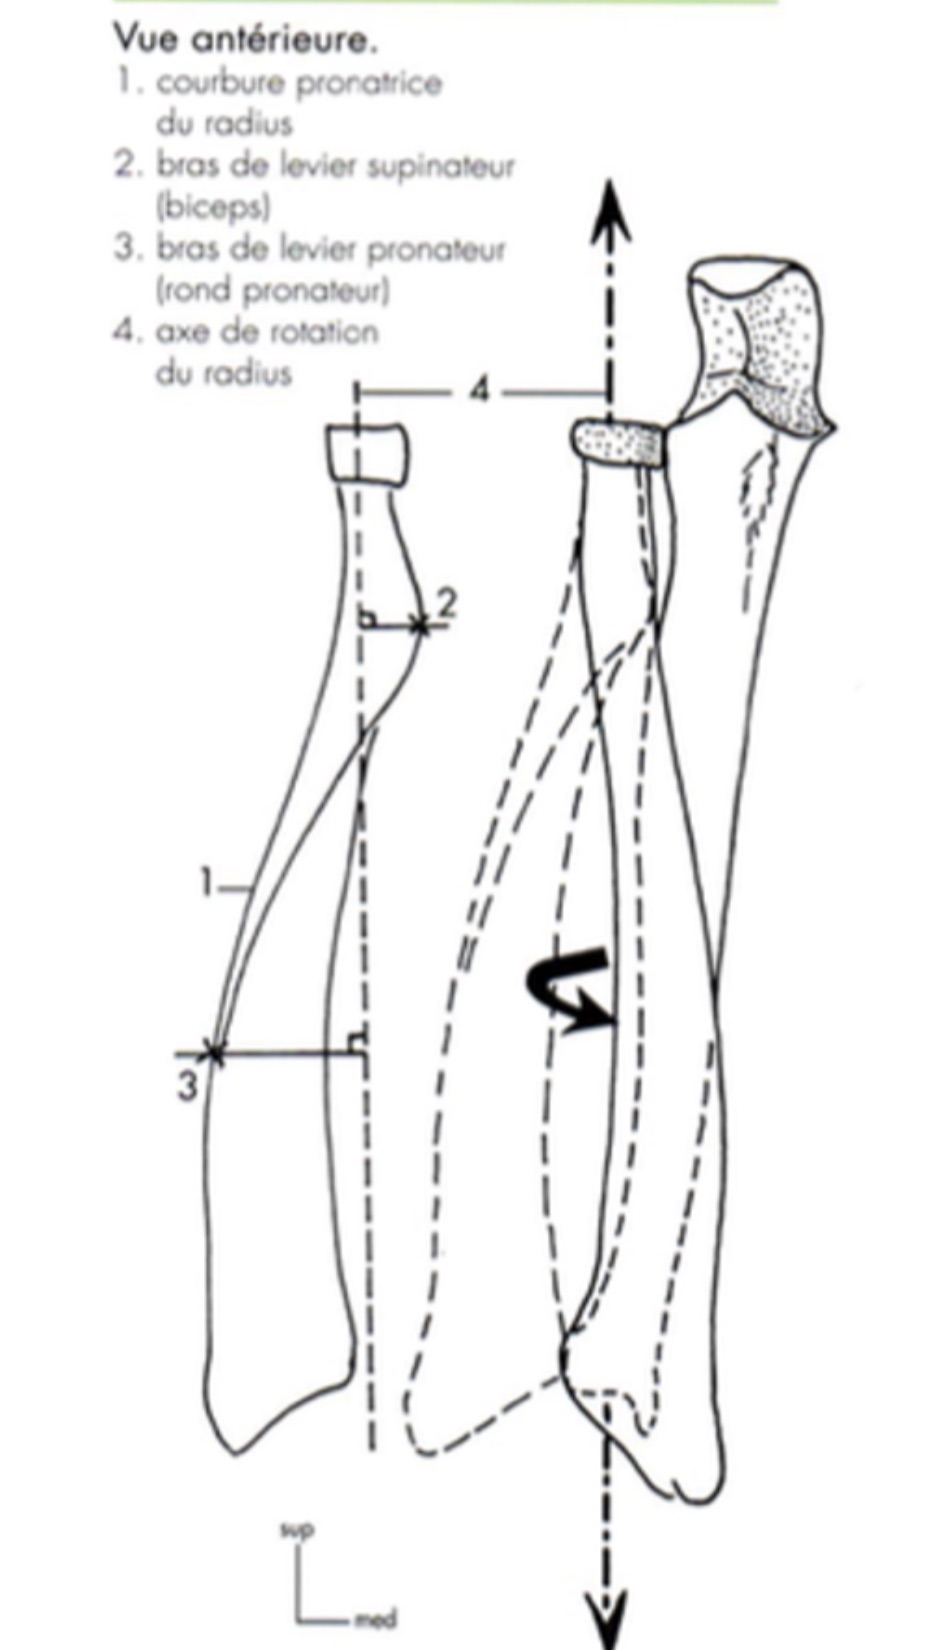 Vue antérieure.
1. courbure pronatrice
du radius
2. bras de levier supinateur
(biceps)
3. bras de levier pronateur
(rond pronateur)
4. axe de rotation
du radius
4
2
1
3
sup
med